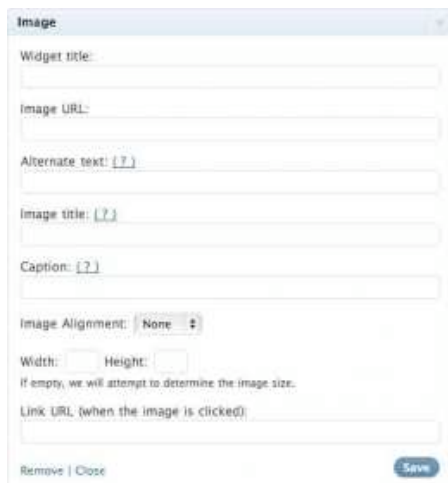 Image
Widget title:
Image URL:
Alternate text: ( ? )
Image title: ( ? )
Caption: ( ? )
Image Alignment: None
Width: Height:
If empty, we will attempt to determine the image size.
Link URL (when the image is clicked):
Remove | Close Save